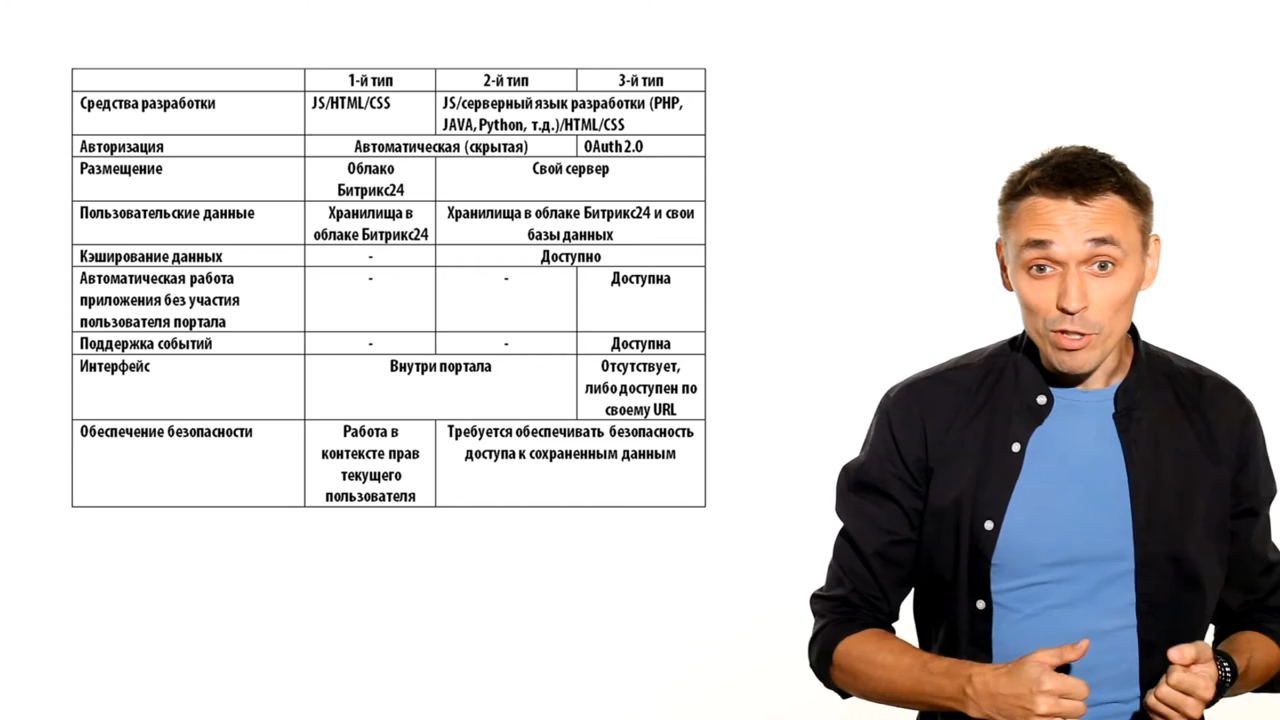 1-й тип 2-й тип 3-й тип
Средства разработки JS/HTML/CSS JS/серверный язык разработки (PHP,
JAVA, Python, т.д.)/HTML/CSS
Авторизация Автоматическая (скрытая) OAuth 2.0
Размещение Облако Свой сервер
Битрикс24
Пользовательские данные Хранилища в Хранилища в облаке Битрикс24 и свои
облаке Битрикс24 базы данных
Кэширование данных - Доступно
Автоматическая работа - - Доступна
приложения без участия
пользователя портала
Поддержка событий - - Доступна
Интерфейс Внутри портала Отсутствует,
либо доступен по
своему URL
Обеспечение безопасности Работа в Требуется обеспечивать безопасность
контексте прав доступа к сохраненным данным
текущего
пользователя